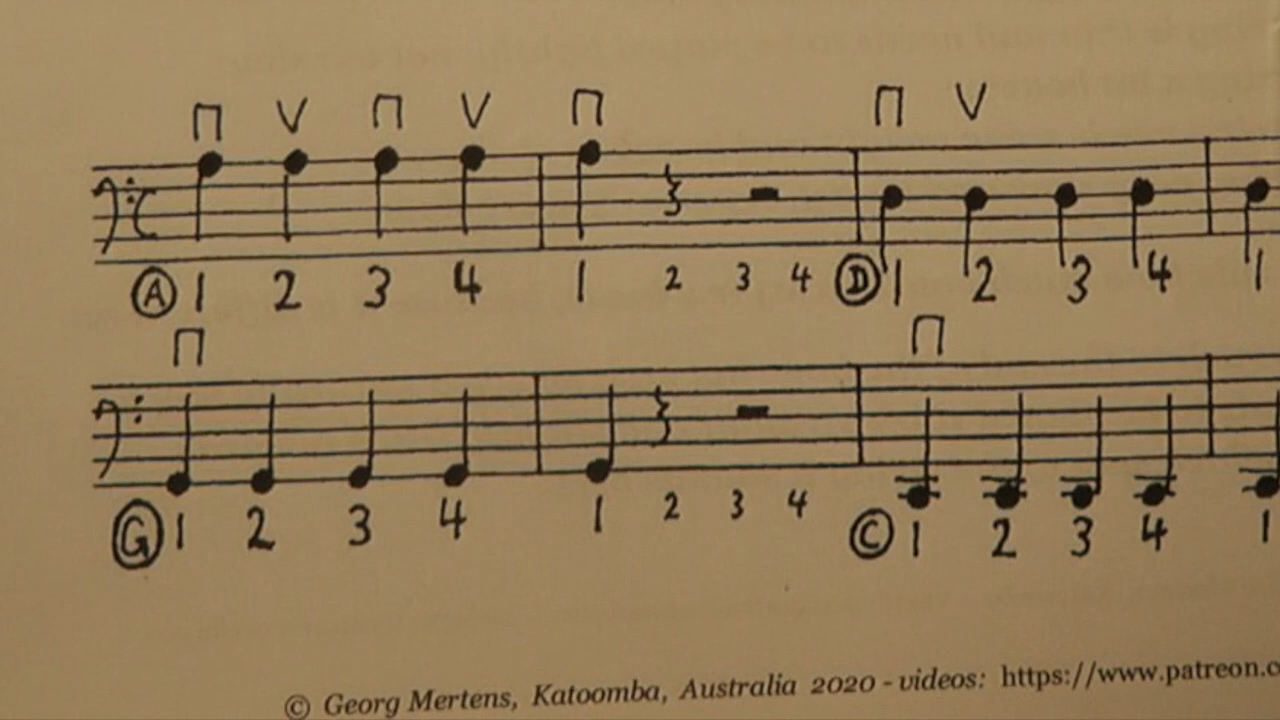 A 1 2 3 4 1 2 3 4 D 1 2 3 4 1
G 1 2 3 4 1 2 3 4 C 1 2 3 4 1
© Georg Mertens, Katoomba, Australia 2020 - videos: https://www.patreon.c